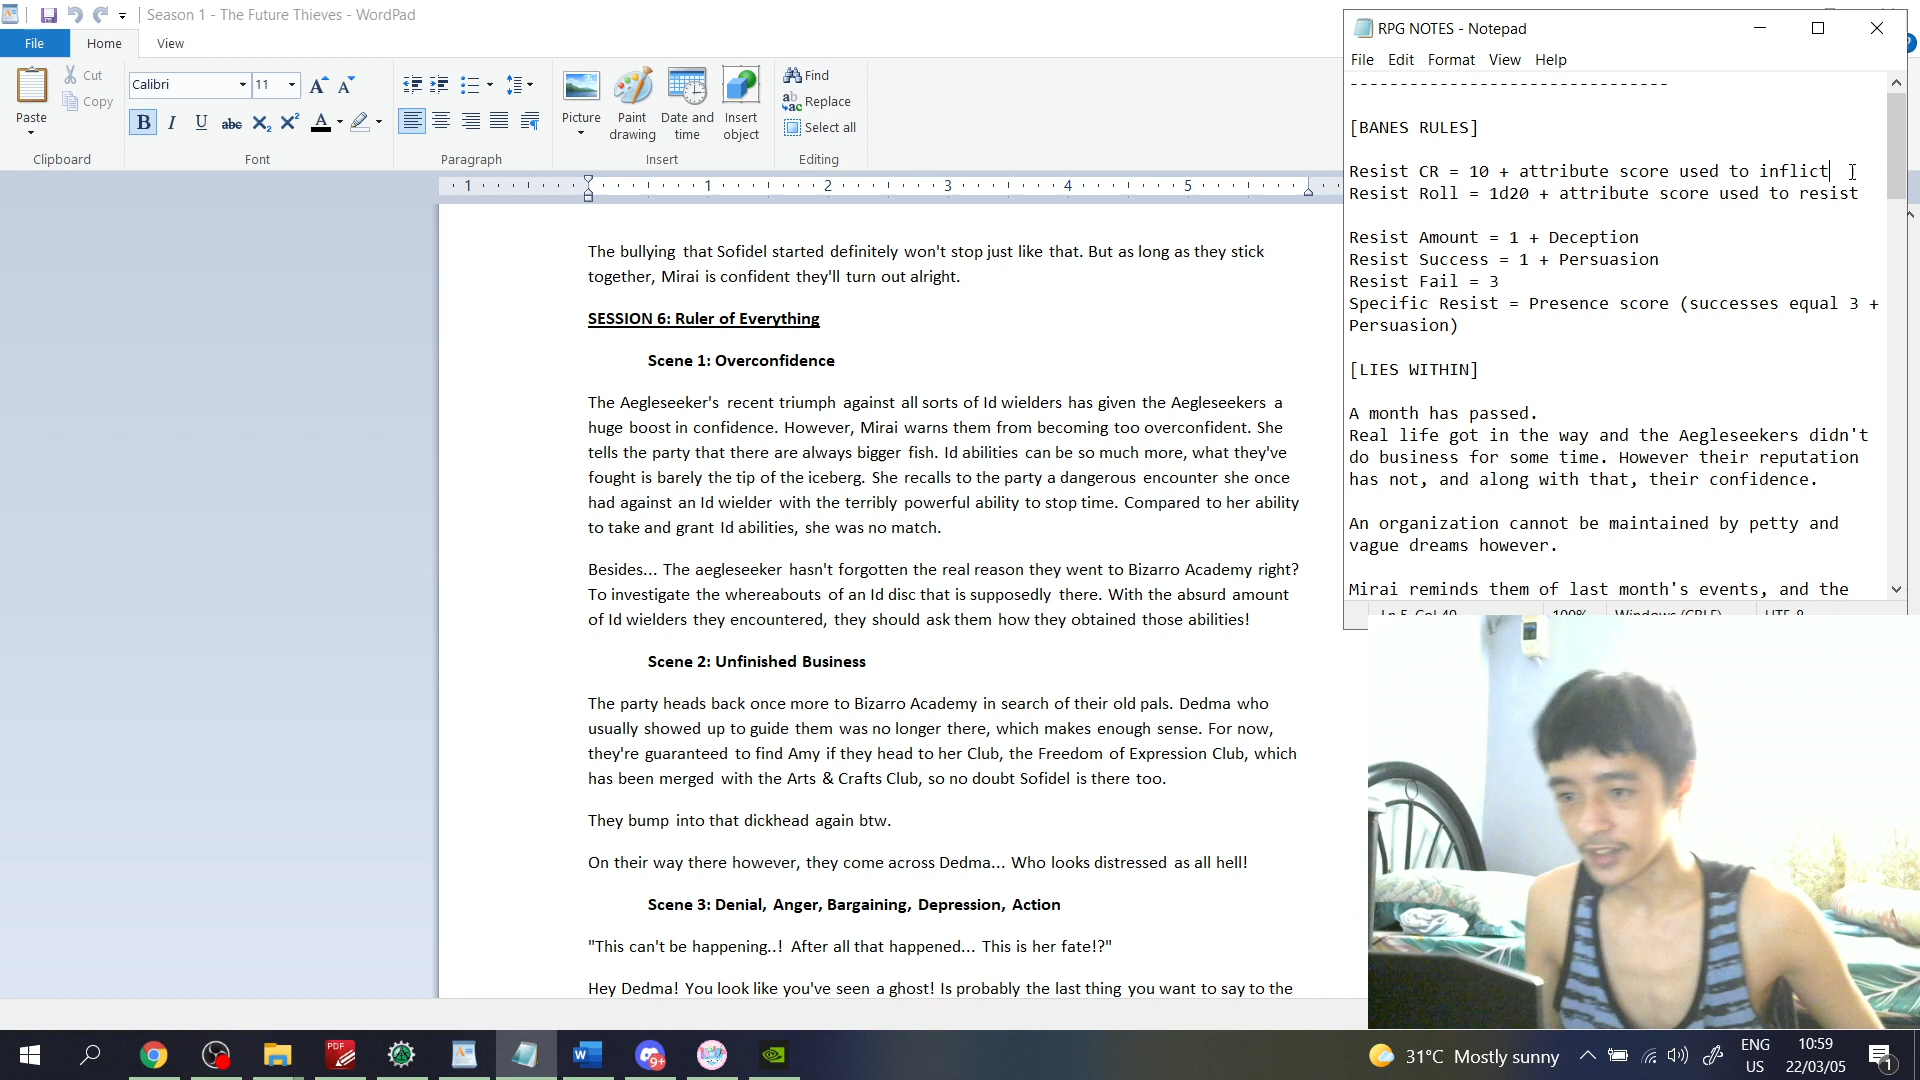 Season 1 - The Future Thieves - WordPad
File
Home
View
Paste
Cut
Copy
Clipboard
Calibri
11
Font
Paragraph
Picture
Paint
drawing
Date and
time
Insert
object
Insert
Find
Replace
Select all
Editing
1
1
2
3
4
5
The bullying that Sofidel started definitely won't stop just like that. But as long as they stick
together, Mirai is confident they'll turn out alright.
SESSION 6: Ruler of Everything
Scene 1: Overconfidence
The Aegleseeker's recent triumph against all sorts of Id wielders has given the Aegleseekers a
huge boost in confidence. However, Mirai warns them from becoming too overconfident. She
tells the party that there are always bigger fish. Id abilities can be so much more, what they've
fought is barely the tip of the iceberg. She recalls to the party a dangerous encounter she once
had against an Id wielder with the terribly powerful ability to stop time. Compared to her ability
to take and grant Id abilities, she was no match.
Besides... The aegleseeker hasn't forgotten the real reason they went to Bizarro Academy right?
To investigate the whereabouts of an Id disc that is supposedly there. With the absurd amount
of Id wielders they encountered, they should ask them how they obtained those abilities!
Scene 2: Unfinished Business
The party heads back once more to Bizarro Academy in search of their old pals. Dedma who
usually showed up to guide them was no longer there, which makes enough sense. For now,
they're guaranteed to find Amy if they head to her Club, the Freedom of Expression Club, which
has been merged with the Arts & Crafts Club, so no doubt Sofidel is there too.
They bump into that dickhead again btw.
On their way there however, they come across Dedma... Who looks distressed as all hell!
Scene 3: Denial, Anger, Bargaining, Depression, Action
"This can't be happening..! After all that happened... This is her fate!?"
Hey Dedma! You look like you've seen a ghost! Is probably the last thing you want to say to the
RPG NOTES - Notepad
File Edit Format View Help
--------------------------------
[BANES RULES]
Resist CR = 10 + attribute score used to inflict
Resist Roll = 1d20 + attribute score used to resist
Resist Amount = 1 + Deception
Resist Success = 1 + Persuasion
Resist Fail = 3
Specific Resist = Presence score (successes equal 3 +
Persuasion)
[LIES WITHIN]
A month has passed.
Real life got in the way and the Aegleseekers didn't
do business for some time. However their reputation
has not, and along with that, their confidence.
An organization cannot be maintained by petty and
vague dreams however.
Mirai reminds them of last month's events, and the
Ln 5, Col 49
100%
Windows (CRLF)
UTF-8
PDF
9+
31°C Mostly sunny
ENG
US
10:59
22/03/05
1